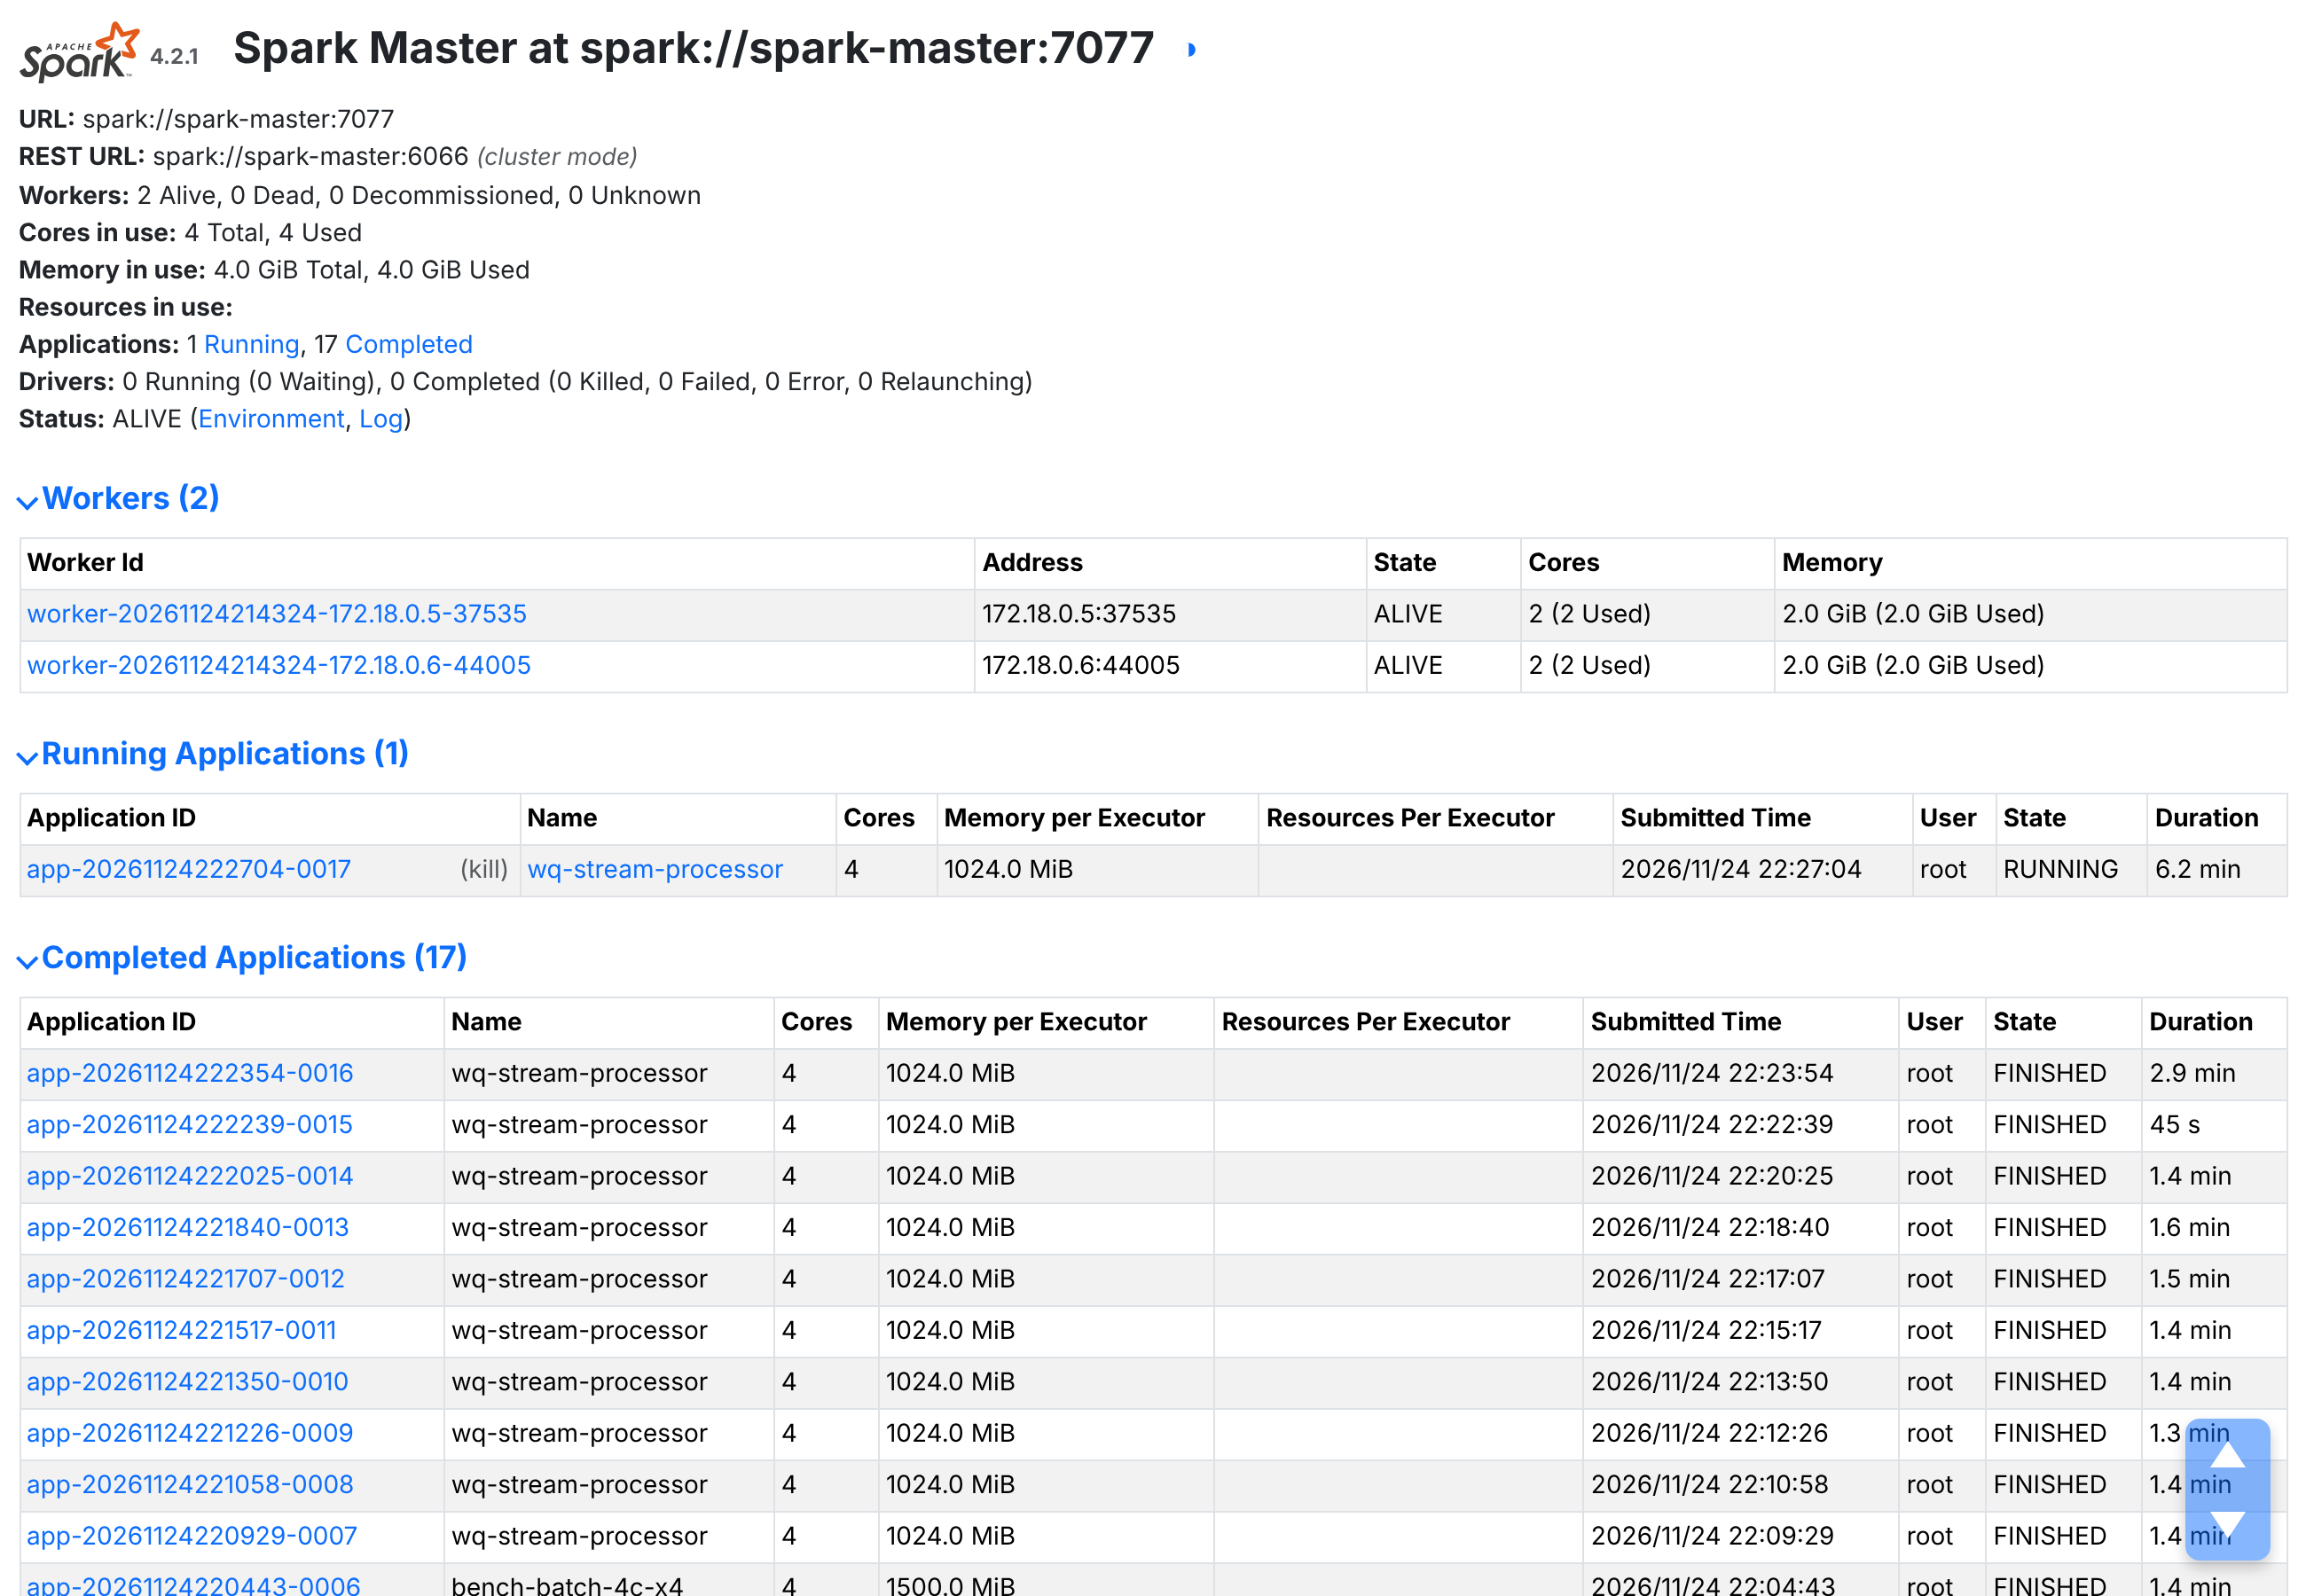 APACHE
Spark™ 4.2.1 Spark Master at spark://spark-master:7077
URL: spark://spark-master:7077
REST URL: spark://spark-master:6066 (cluster mode)
Workers: 2 Alive, 0 Dead, 0 Decommissioned, 0 Unknown
Cores in use: 4 Total, 4 Used
Memory in use: 4.0 GiB Total, 4.0 GiB Used
Resources in use:
Applications: 1 Running, 17 Completed
Drivers: 0 Running (0 Waiting), 0 Completed (0 Killed, 0 Failed, 0 Error, 0 Relaunching)
Status: ALIVE (Environment, Log)
Workers (2)
Worker Id Address State Cores Memory
worker-20261124214324-172.18.0.5-37535 172.18.0.5:37535 ALIVE 2 (2 Used) 2.0 GiB (2.0 GiB Used)
worker-20261124214324-172.18.0.6-44005 172.18.0.6:44005 ALIVE 2 (2 Used) 2.0 GiB (2.0 GiB Used)
Running Applications (1)
Application ID Name Cores Memory per Executor Resources Per Executor Submitted Time User State Duration
app-20261124222704-0017 (kill) wq-stream-processor 4 1024.0 MiB 2026/11/24 22:27:04 root RUNNING 6.2 min
Completed Applications (17)
Application ID Name Cores Memory per Executor Resources Per Executor Submitted Time User State Duration
app-20261124222354-0016 wq-stream-processor 4 1024.0 MiB 2026/11/24 22:23:54 root FINISHED 2.9 min
app-20261124222239-0015 wq-stream-processor 4 1024.0 MiB 2026/11/24 22:22:39 root FINISHED 45 s
app-20261124222025-0014 wq-stream-processor 4 1024.0 MiB 2026/11/24 22:20:25 root FINISHED 1.4 min
app-20261124221840-0013 wq-stream-processor 4 1024.0 MiB 2026/11/24 22:18:40 root FINISHED 1.6 min
app-20261124221707-0012 wq-stream-processor 4 1024.0 MiB 2026/11/24 22:17:07 root FINISHED 1.5 min
app-20261124221517-0011 wq-stream-processor 4 1024.0 MiB 2026/11/24 22:15:17 root FINISHED 1.4 min
app-20261124221350-0010 wq-stream-processor 4 1024.0 MiB 2026/11/24 22:13:50 root FINISHED 1.4 min
app-20261124221226-0009 wq-stream-processor 4 1024.0 MiB 2026/11/24 22:12:26 root FINISHED 1.3 min
app-20261124221058-0008 wq-stream-processor 4 1024.0 MiB 2026/11/24 22:10:58 root FINISHED 1.4 min
app-20261124220929-0007 wq-stream-processor 4 1024.0 MiB 2026/11/24 22:09:29 root FINISHED 1.4 min
app-20261124220443-0006 bench-batch-4c-x4 4 1500.0 MiB 2026/11/24 22:04:43 root FINISHED 1.4 min